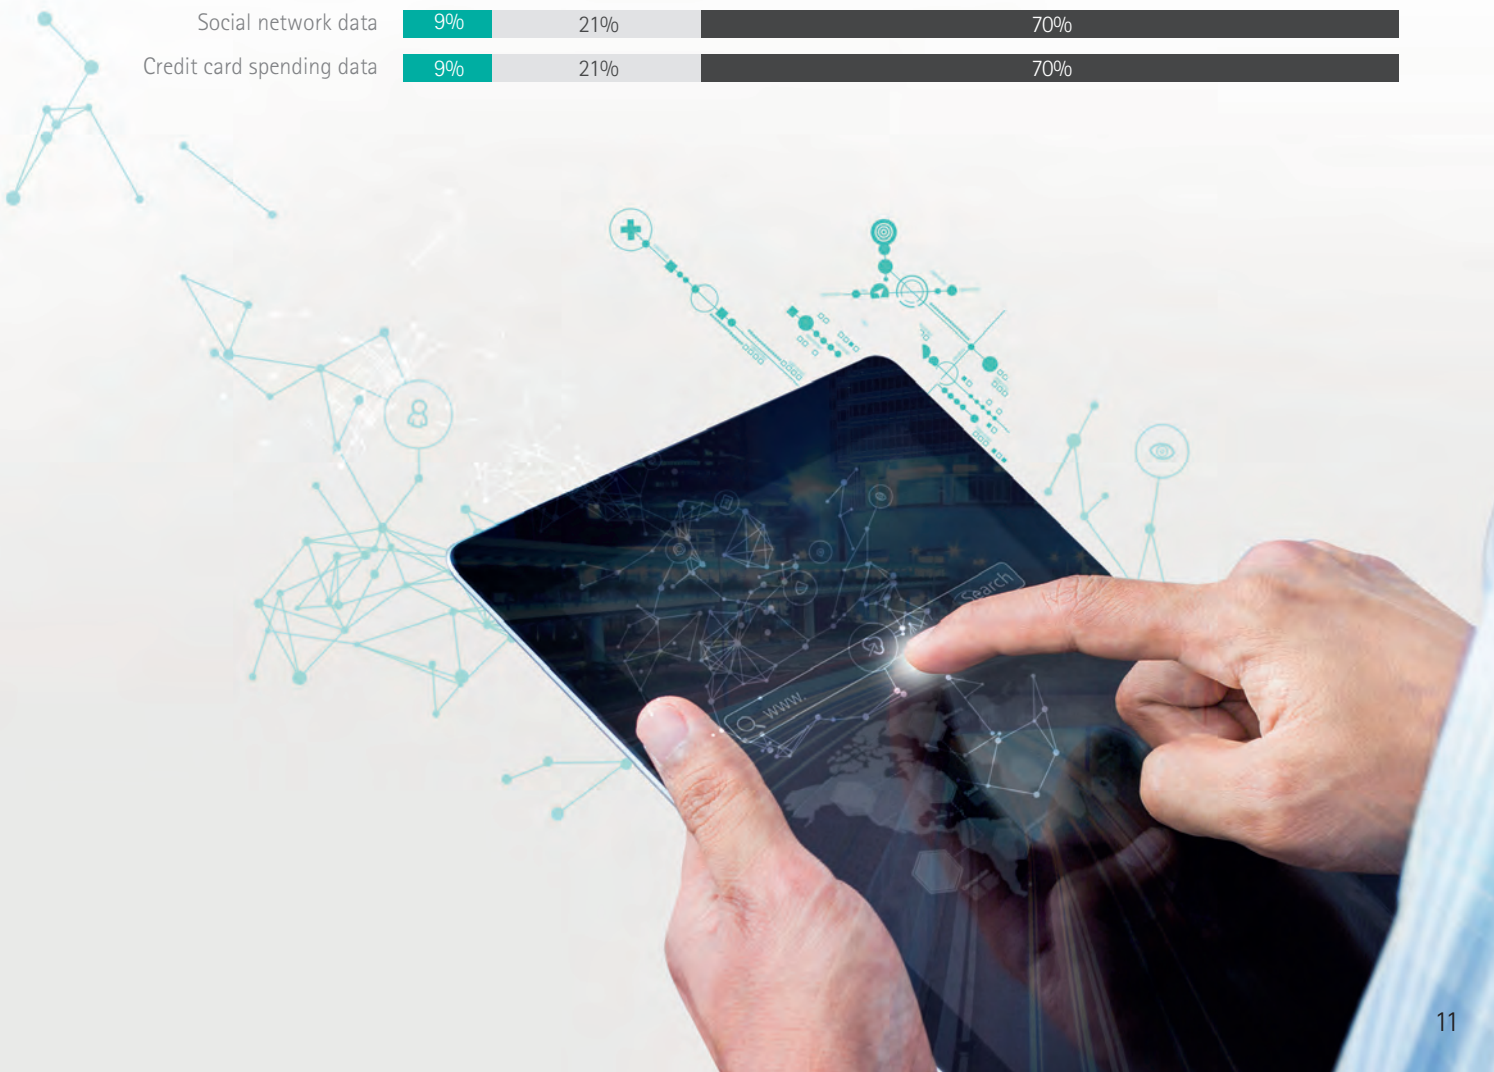 Social network data 9% 21% 70%
Credit card spending data 9% 21% 70%
Search
www.
11